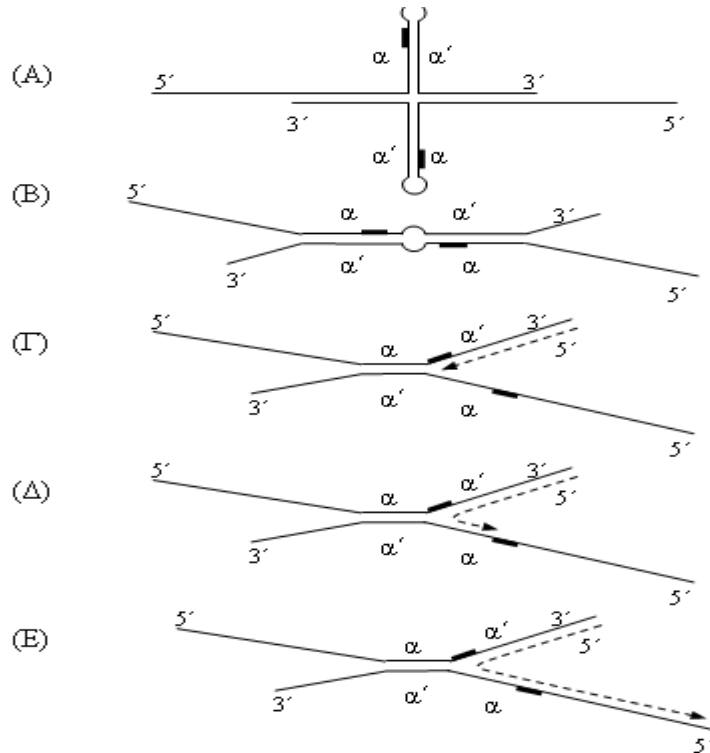 (Α)
α α′
5′ 3′
3′ 5′
α′ α
(Β)
5′ α α′ 3′
3′ α′ α 5′
(Γ)
5′ α α′ 3′
5′
3′ α′ α 5′
(Δ)
5′ α α′ 3′
5′
3′ α′ α 5′
(Ε)
5′ α α′ 3′
5′
3′ α′ α 5′